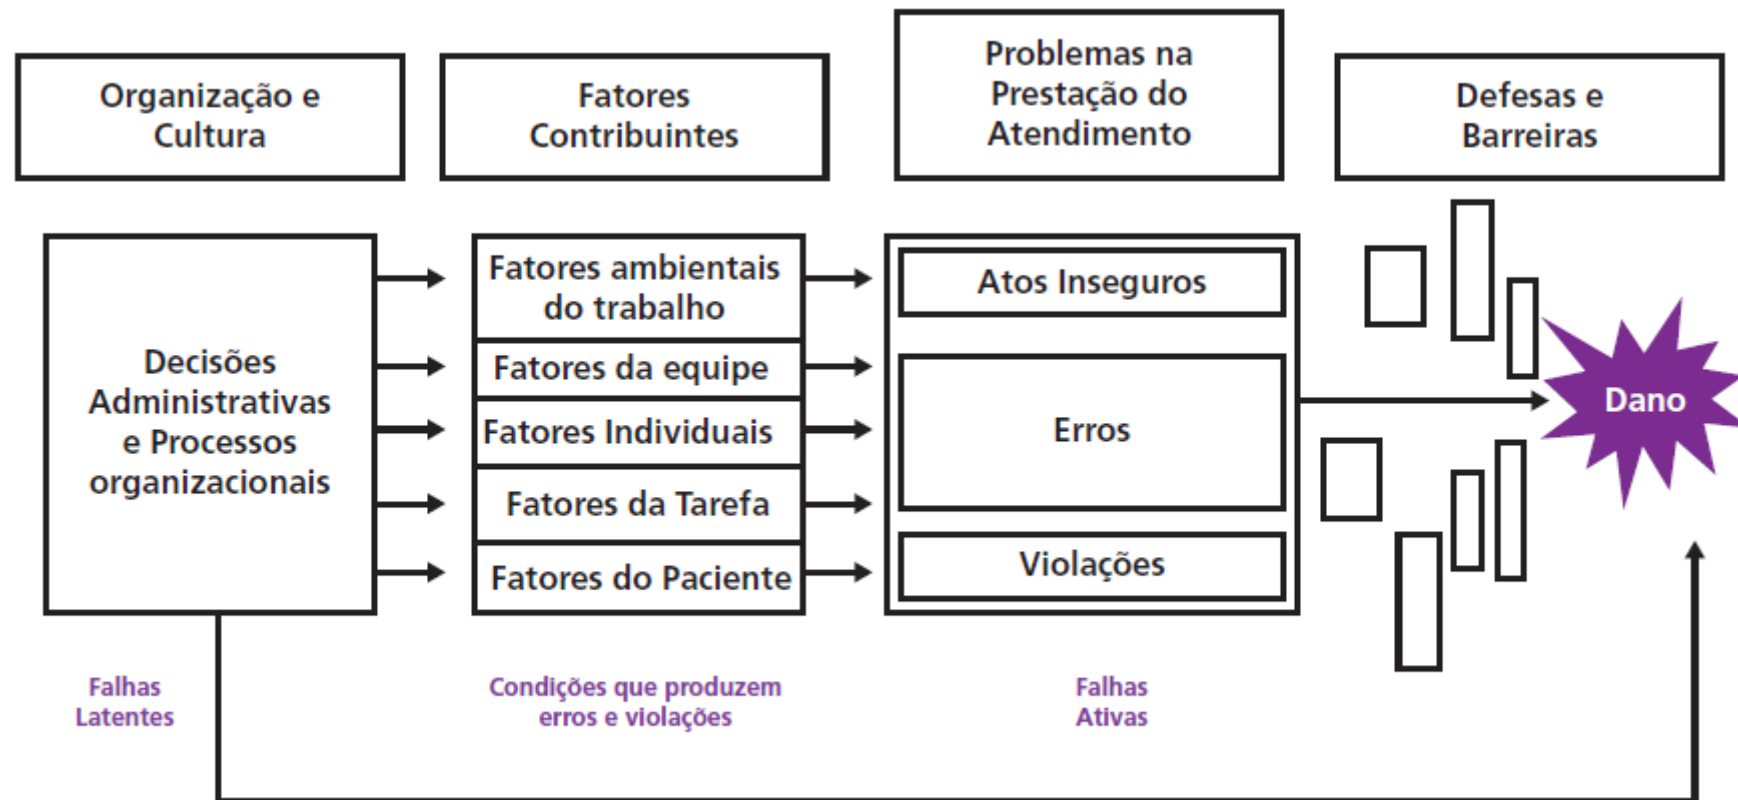 Organização e
Cultura
Fatores
Contribuintes
Problemas na
Prestação do
Atendimento
Defesas e
Barreiras
Decisões
Administrativas
e Processos
organizacionais
Fatores ambientais
do trabalho
Fatores da equipe
Fatores Individuais
Fatores da Tarefa
Fatores do Paciente
Atos Inseguros
Erros
Violações
Dano
Falhas
Latentes
Condições que produzem
erros e violações
Falhas
Ativas